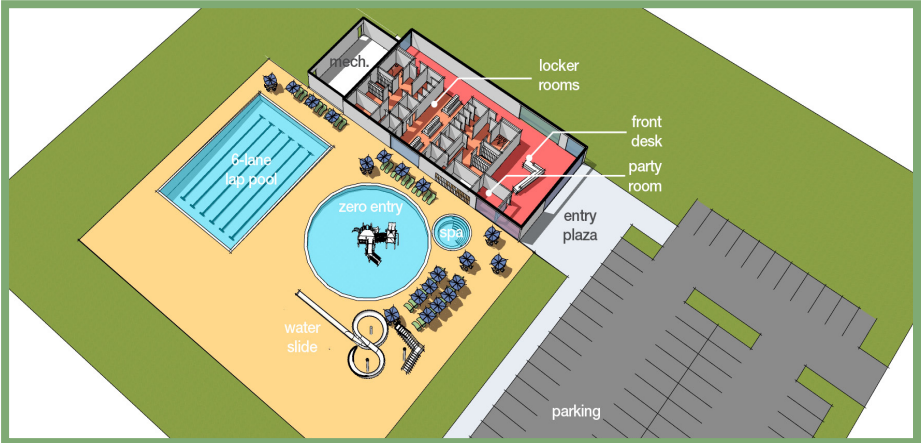 mech.
locker
rooms
front
desk
party
room
6-lane
lap pool
zero entry
spa
entry
plaza
water
slide
parking